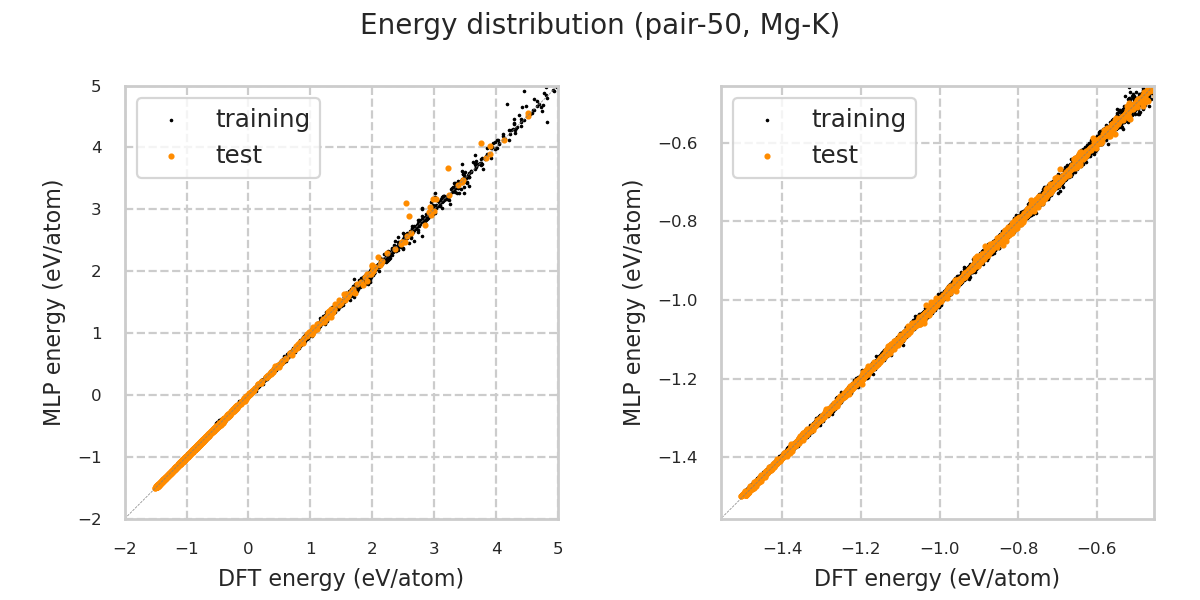 Energy distribution (pair-50, Mg-K)
MLP energy (eV/atom)
5
4
3
2
1
0
−1
−2
training
test
−2
−1
0
1
2
3
4
5
DFT energy (eV/atom)
MLP energy (eV/atom)
−0.6
−0.8
−1.0
−1.2
−1.4
training
test
−1.4
−1.2
−1.0
−0.8
−0.6
DFT energy (eV/atom)